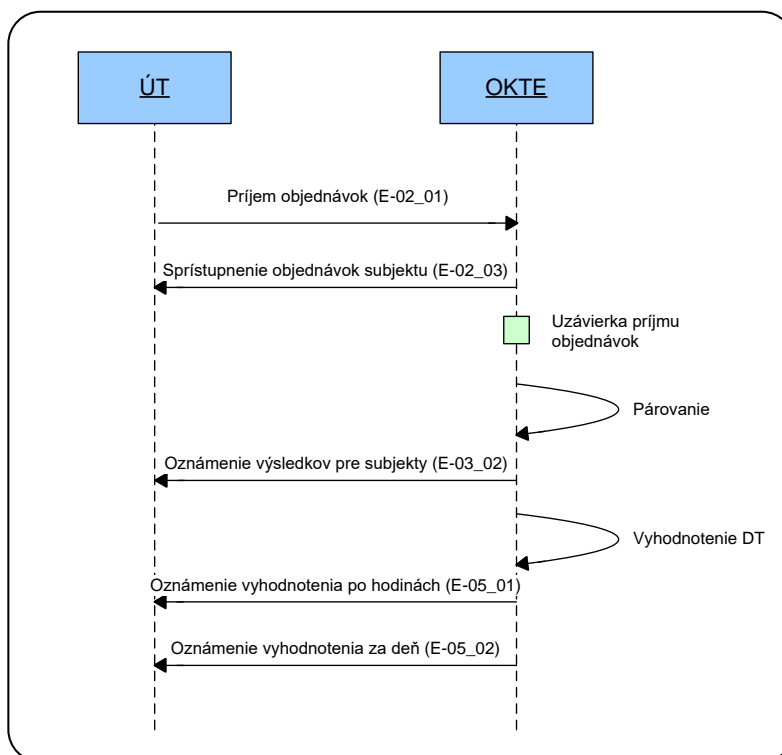 ÚT
OKTE
Príjem objednávok (E-02_01)
Sprístupnenie objednávok subjektu (E-02_03)
Uzávierka príjmu
objednávok
Párovanie
Oznámenie výsledkov pre subjekty (E-03_02)
Vyhodnotenie DT
Oznámenie vyhodnotenia po hodinách (E-05_01)
Oznámenie vyhodnotenia za deň (E-05_02)